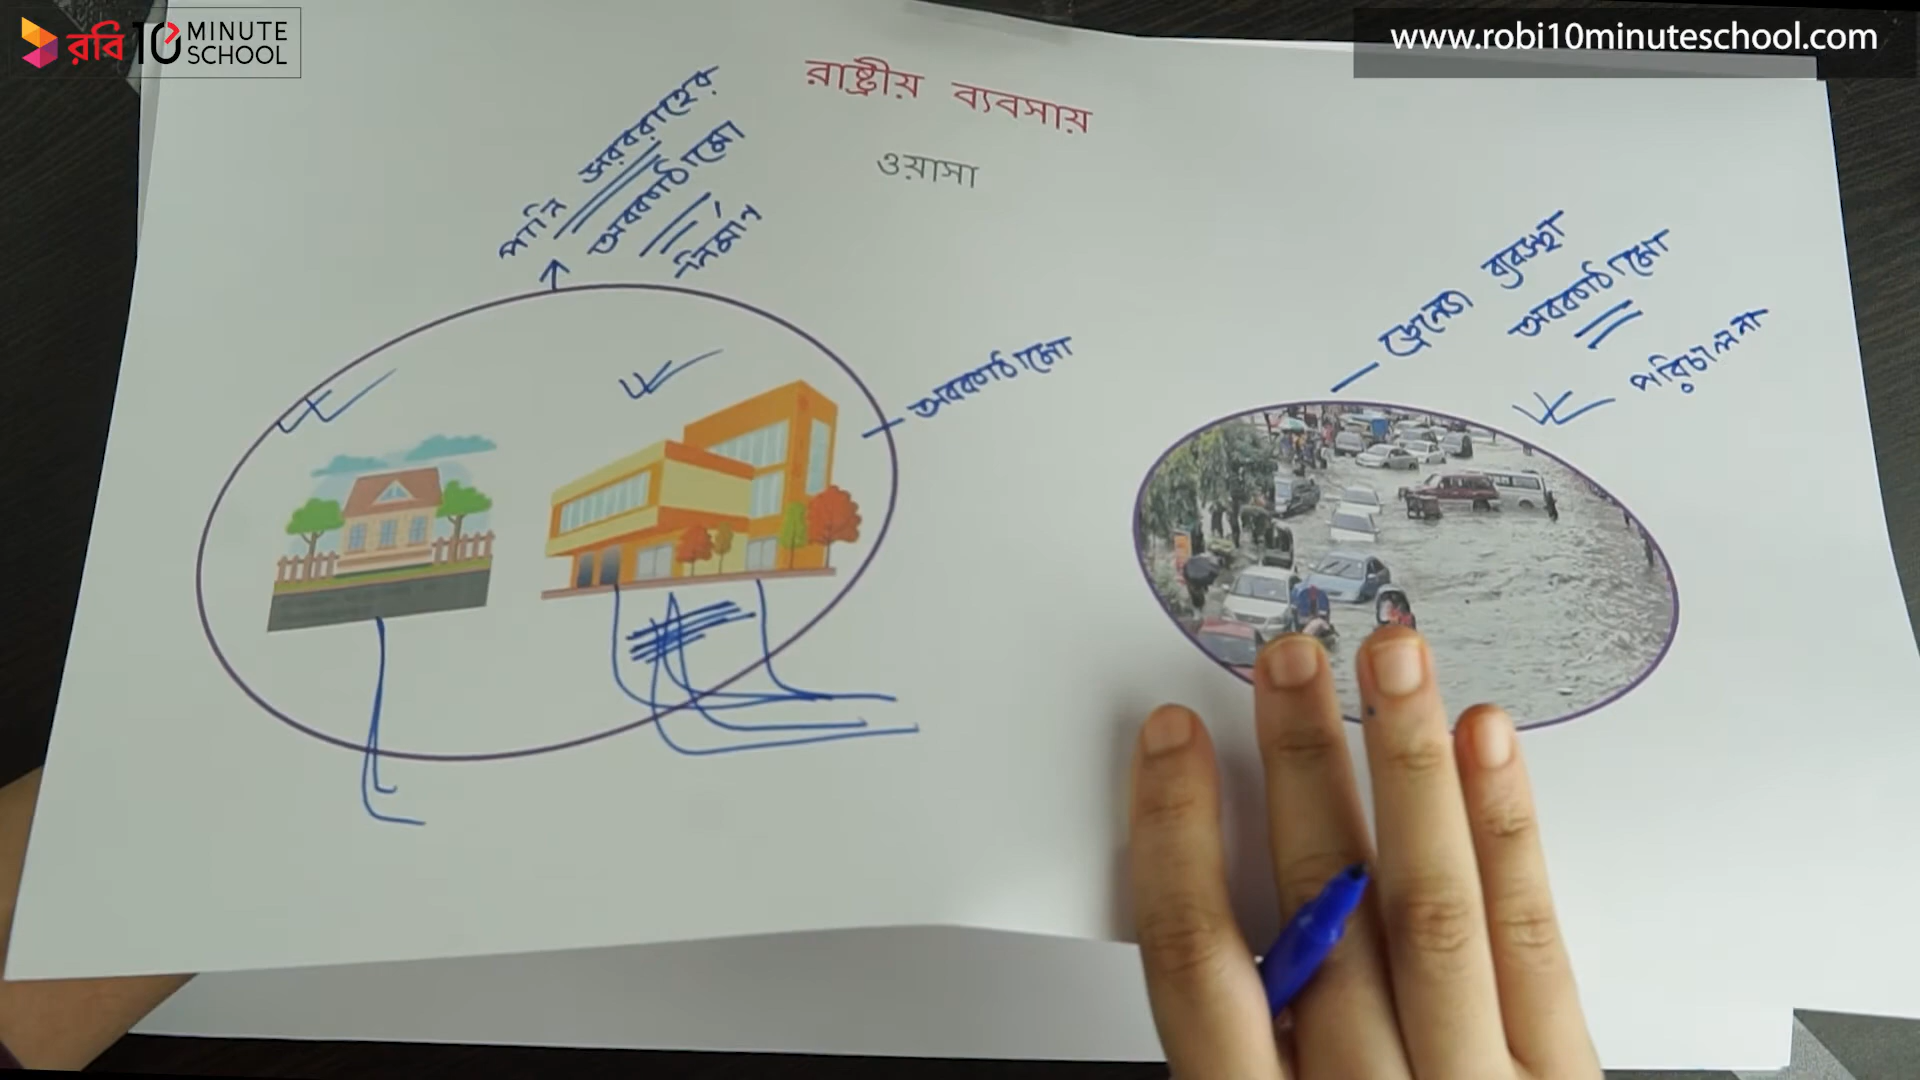 রবি 10 MINUTE SCHOOL
www.robi10minuteschool.com
রাষ্ট্রীয় ব্যবসায়
ওয়াসা
পানি সরবরাহের
অবকাঠামো
নির্মাণ
অবকাঠামো
ড্রেনেজ ব্যবস্থা
অবকাঠামো
পরিচালনা